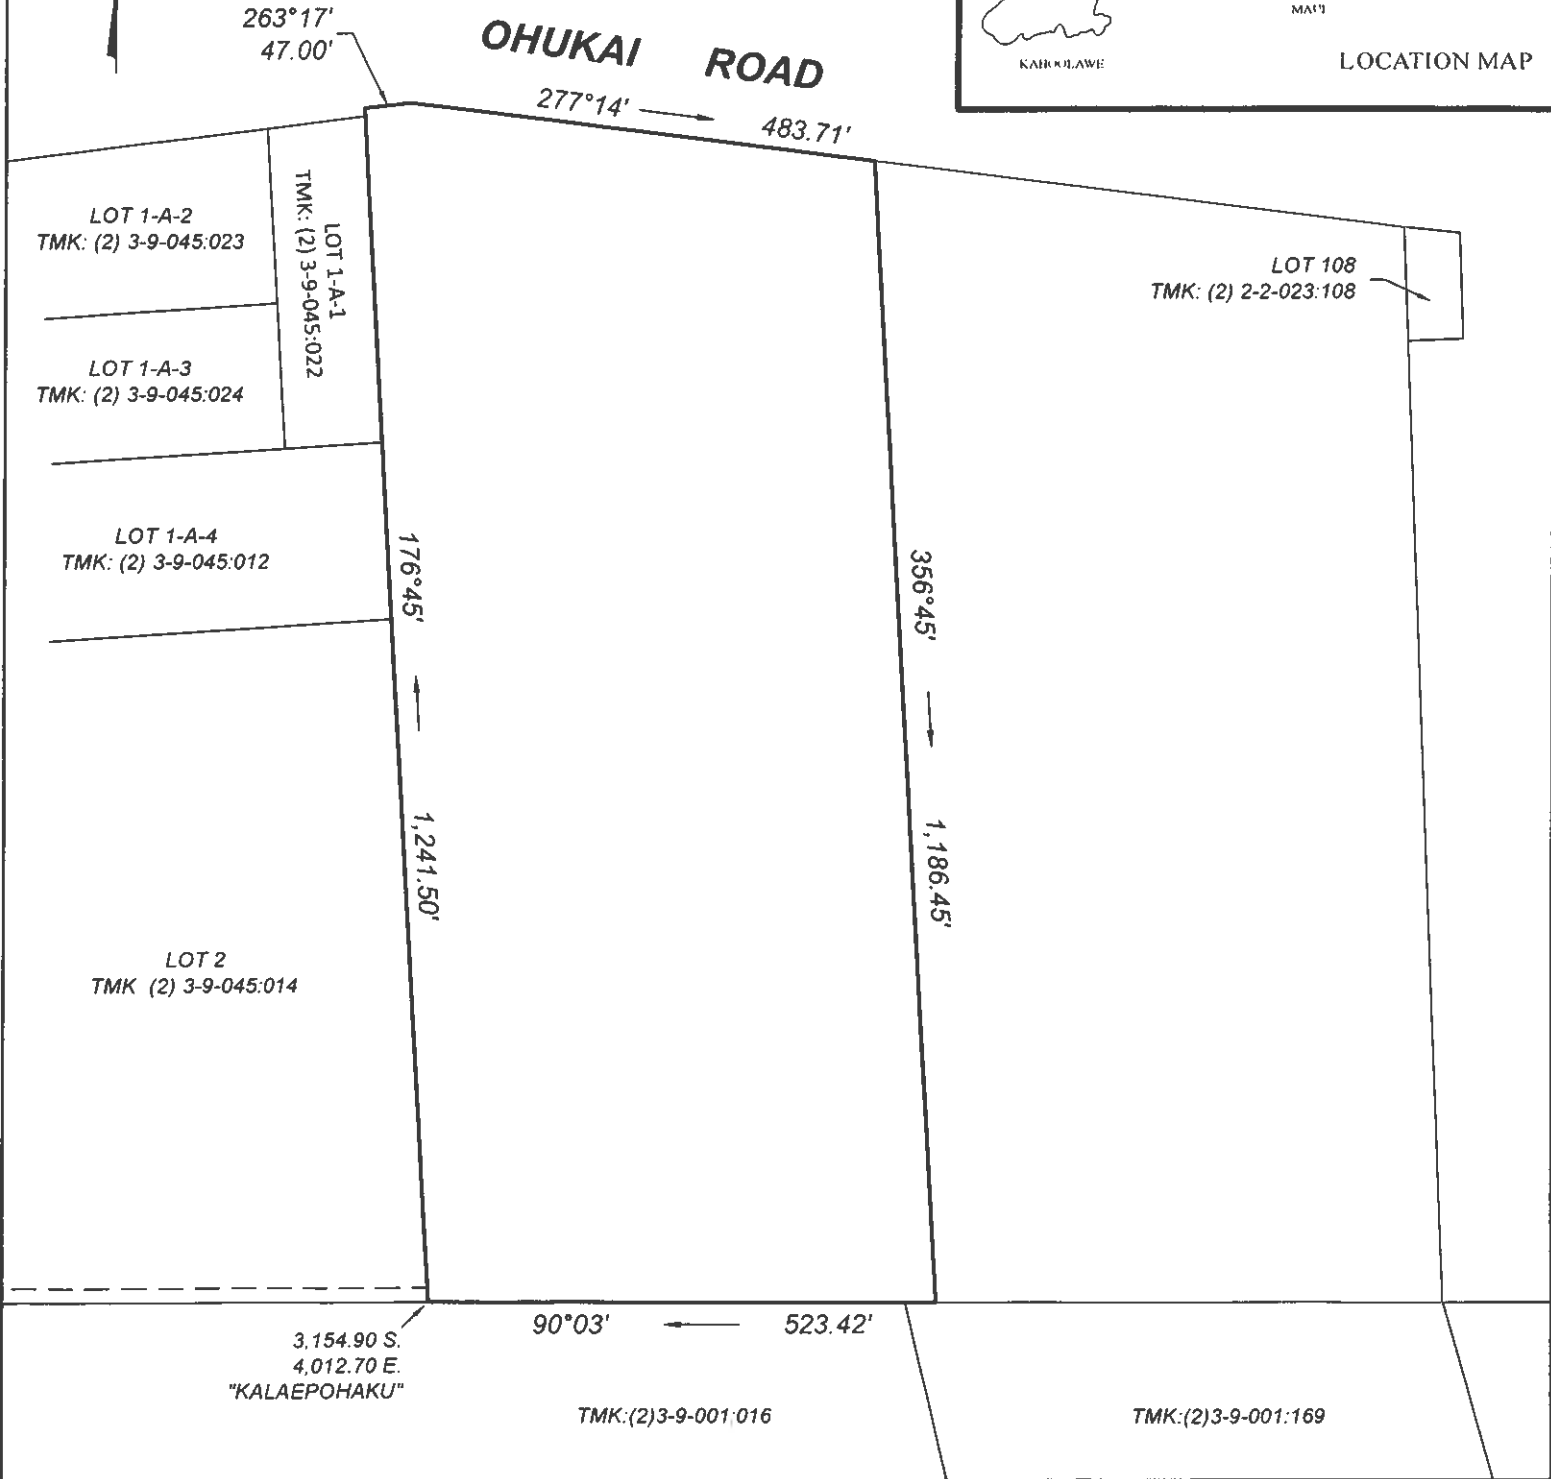 MAUI
KAHOOLAWE
LOCATION MAP
263°17'
47.00'
OHUKAI ROAD
277°14'
483.71'
LOT 1-A-2
TMK: (2) 3-9-045:023
LOT 1-A-1
TMK: (2) 3-9-045:022
LOT 108
TMK: (2) 2-2-023:108
LOT 1-A-3
TMK: (2) 3-9-045:024
LOT 1-A-4
TMK: (2) 3-9-045:012
176°45'
1,241.50'
356°45'
1,186.45'
LOT 2
TMK (2) 3-9-045:014
90°03'
523.42'
3,154.90 S.
4,012.70 E.
"KALAEPOHAKU"
TMK:(2)3-9-001:016
TMK:(2)3-9-001:169